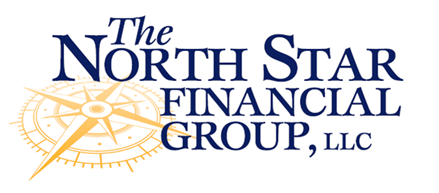 The
NORTH STAR
FINANCIAL
GROUP, LLC